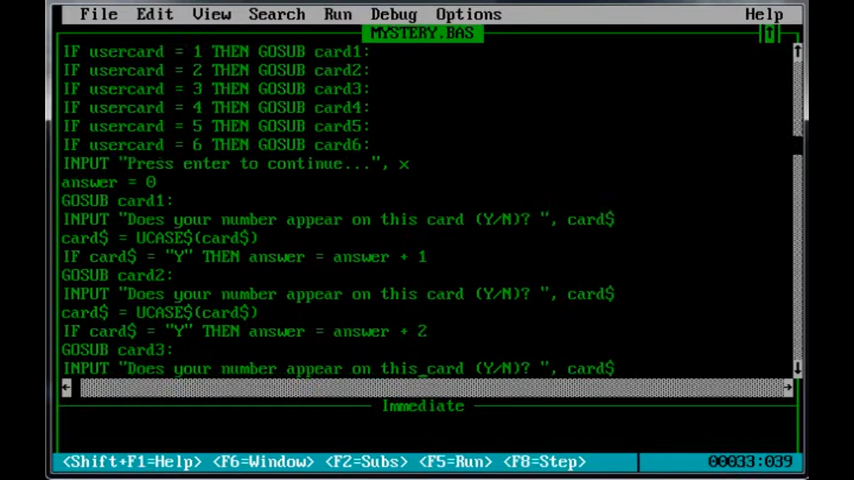 File Edit View Search Run Debug Options Help
MYSTERY.BAS
IF usercard = 1 THEN GOSUB card1:
IF usercard = 2 THEN GOSUB card2:
IF usercard = 3 THEN GOSUB card3:
IF usercard = 4 THEN GOSUB card4:
IF usercard = 5 THEN GOSUB card5:
IF usercard = 6 THEN GOSUB card6:
INPUT "Press enter to continue...", x
answer = 0
GOSUB card1:
INPUT "Does your number appear on this card (Y/N)? ", card$
card$ = UCASE$(card$)
IF card$ = "Y" THEN answer = answer + 1
GOSUB card2:
INPUT "Does your number appear on this card (Y/N)? ", card$
card$ = UCASE$(card$)
IF card$ = "Y" THEN answer = answer + 2
GOSUB card3:
INPUT "Does your number appear on this card (Y/N)? ", card$
Immediate
<Shift+F1=Help> <F6=Window> <F2=Subs> <F5=Run> <F8=Step> 00033:039